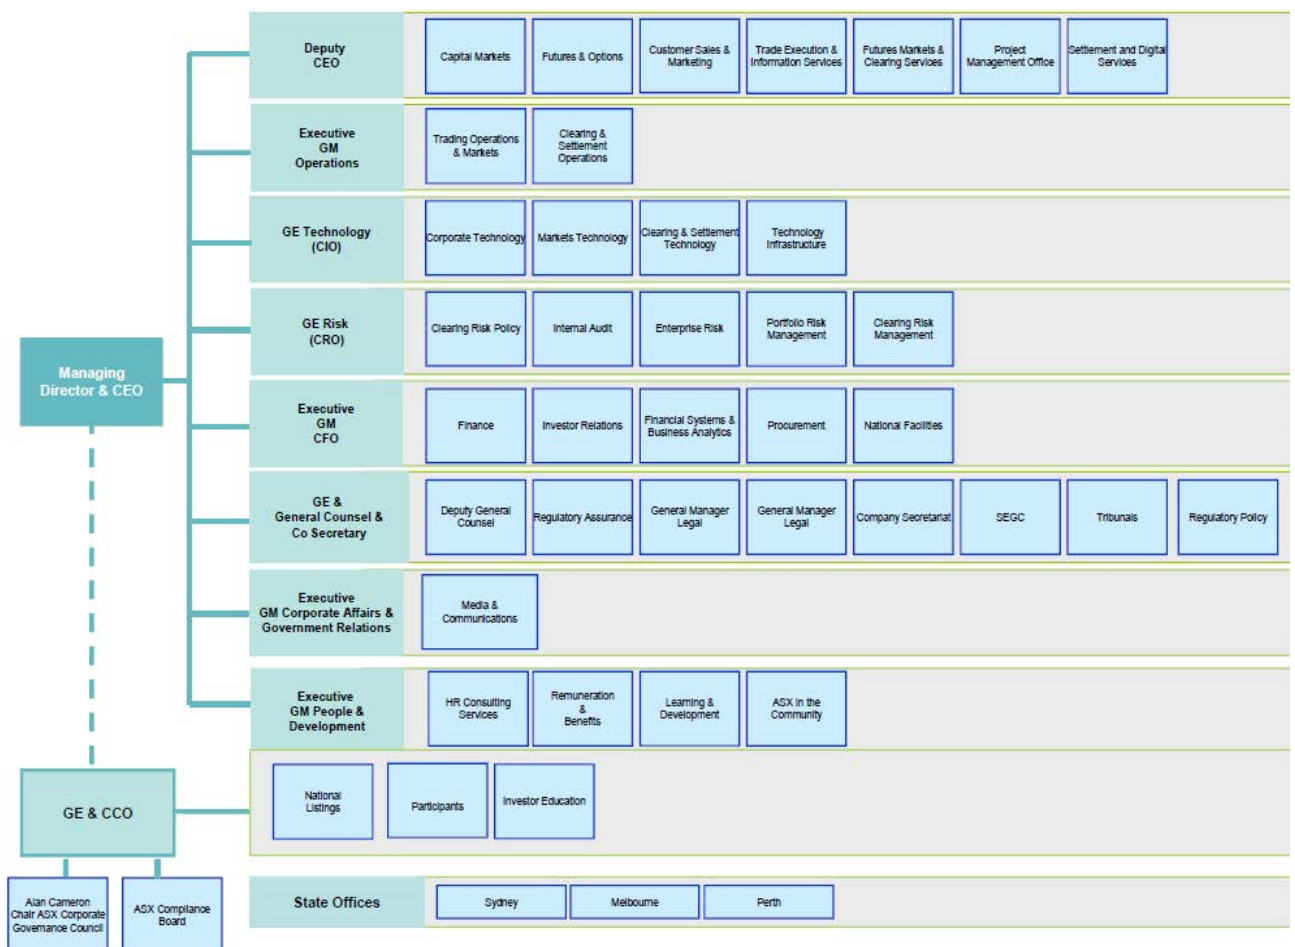 Deputy
CEO
Capital Markets
Futures & Options
Customer Sales &
Marketing
Trade Execution &
Information Services
Futures Markets &
Clearing Services
Project
Management Office
Settlement and Digital
Services
Executive
GM
Operations
Trading Operations
& Markets
Clearing &
Settlement
Operations
GE Technology
(CIO)
Corporate Technology
Markets Technology
Clearing & Settlement
Technology
Technology
Infrastructure
GE Risk
(CRO)
Clearing Risk Policy
Internal Audit
Enterprise Risk
Portfolio Risk
Management
Clearing Risk
Management
Managing
Director & CEO
Executive
GM
CFO
Finance
Investor Relations
Financial Systems &
Business Analytics
Procurement
National Facilities
GE &
General Counsel &
Co Secretary
Deputy General
Counsel
Regulatory Assurance
General Manager
Legal
General Manager
Legal
Company Secretariat
SEGC
Tribunals
Regulatory Policy
Executive
GM Corporate Affairs &
Government Relations
Media &
Communications
Executive
GM People &
Development
HR Consulting
Services
Remuneration
&
Benefits
Learning &
Development
ASX in the
Community
GE & CCO
National
Listings
Participants
Investor Education
Alan Cameron
Chair ASX Corporate
Governance Council
ASX Compliance
Board
State Offices
Sydney
Melbourne
Perth